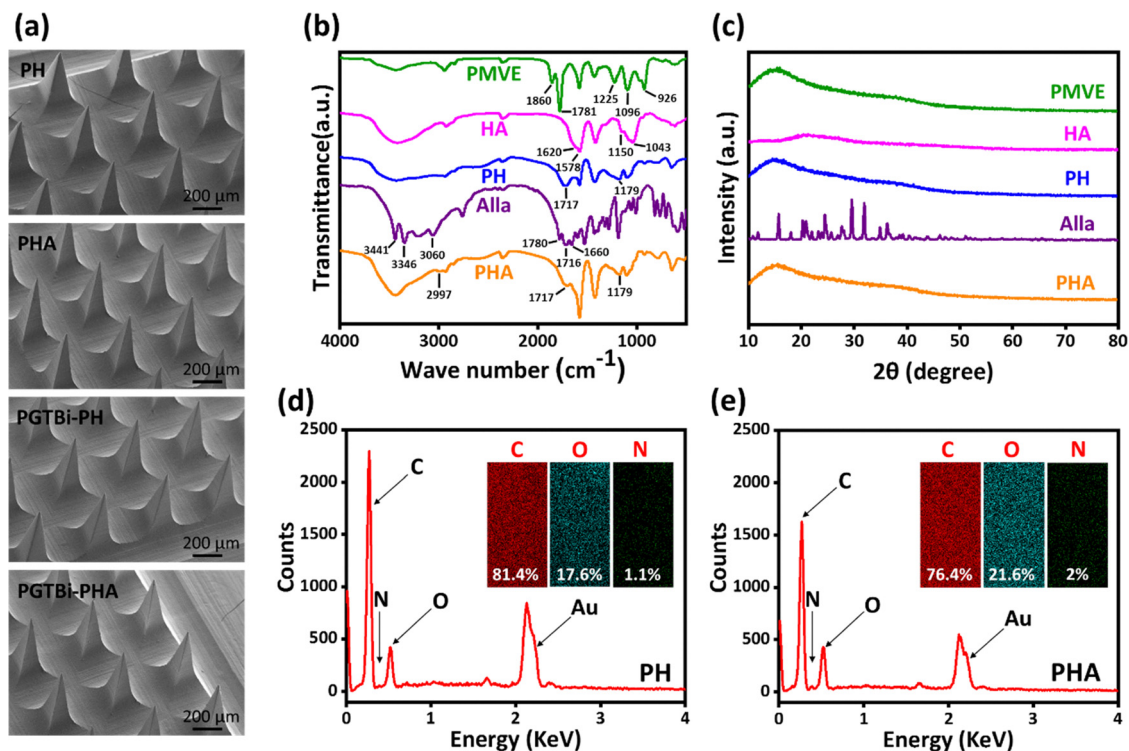 (a)
PH
200 µm
PHA
200 µm
PGTBi-PH
200 µm
PGTBi-PHA
200 µm
(b)
Transmittance(a.u.)
PMVE
1860
1781
1225
1096
926
HA
1620
1578
1150
1043
PH
1717
1179
Alla
3441
3346
3060
1780
1716
1660
PHA
2997
1717
1179
4000 3000 2000 1000
Wave number (cm-1)
(c)
Intensity (a.u.)
PMVE
HA
PH
Alla
PHA
10 20 30 40 50 60 70 80
2θ (degree)
(d)
Counts
2500
2000
1500
1000
500
0
C O N
81.4% 17.6% 1.1%
C
N
O
Au
PH
0 1 2 3 4
Energy (KeV)
(e)
Counts
2500
2000
1500
1000
500
0
C O N
76.4% 21.6% 2%
C
N
O
Au
PHA
0 1 2 3 4
Energy (KeV)